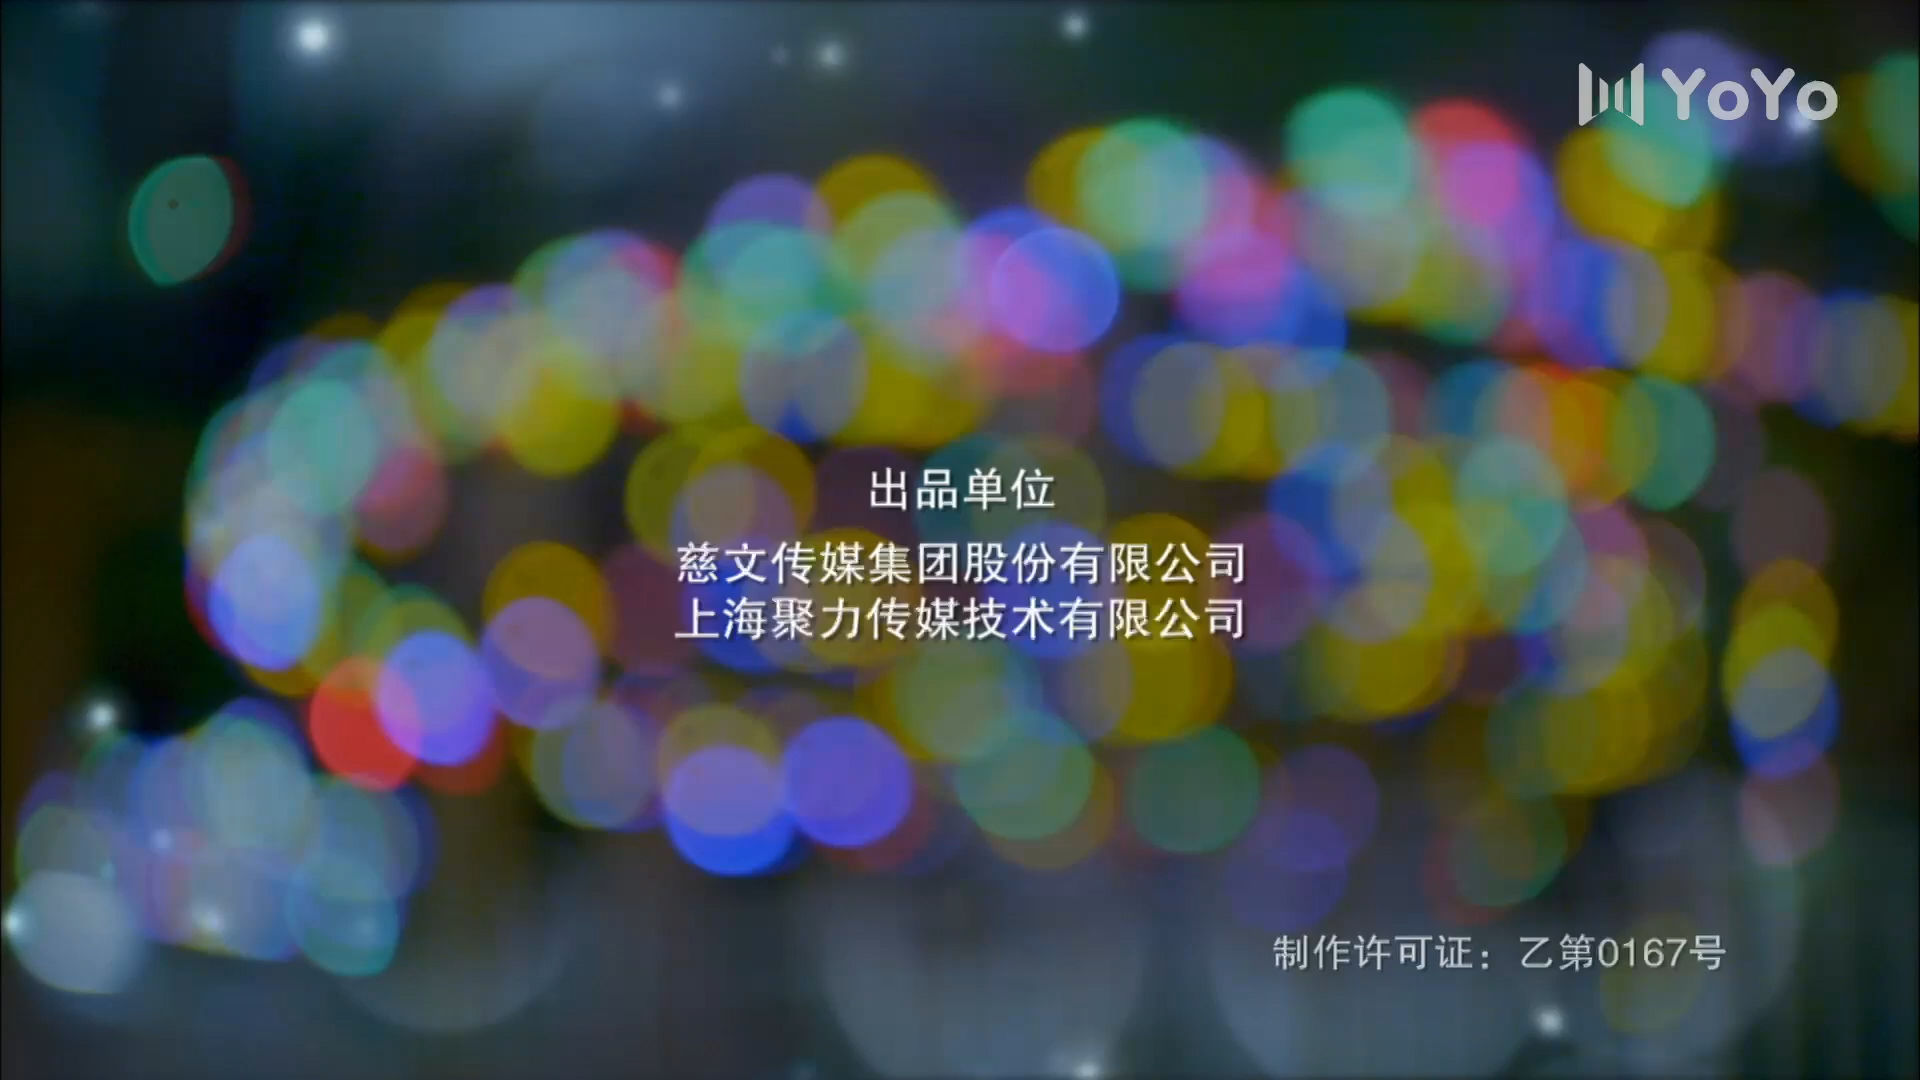 YoYo
出品单位
慈文传媒集团股份有限公司
上海聚力传媒技术有限公司
制作许可证：乙第0167号